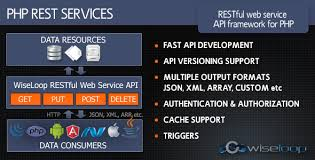 PHP REST SERVICES
RESTful web service
API framework for PHP
DATA RESOURCES
WiseLoop RESTful Web Service API
GET
PUT
POST
DELETE
HTTP
JSON, XML, ARR, ETC.
DATA CONSUMERS
php
FAST API DEVELOPMENT
API VERSIONING SUPPORT
MULTIPLE OUTPUT FORMATS
JSON, XML, ARRAY, CUSTOM etc
AUTHENTICATION & AUTHORIZATION
CACHE SUPPORT
TRIGGERS
wiseloop